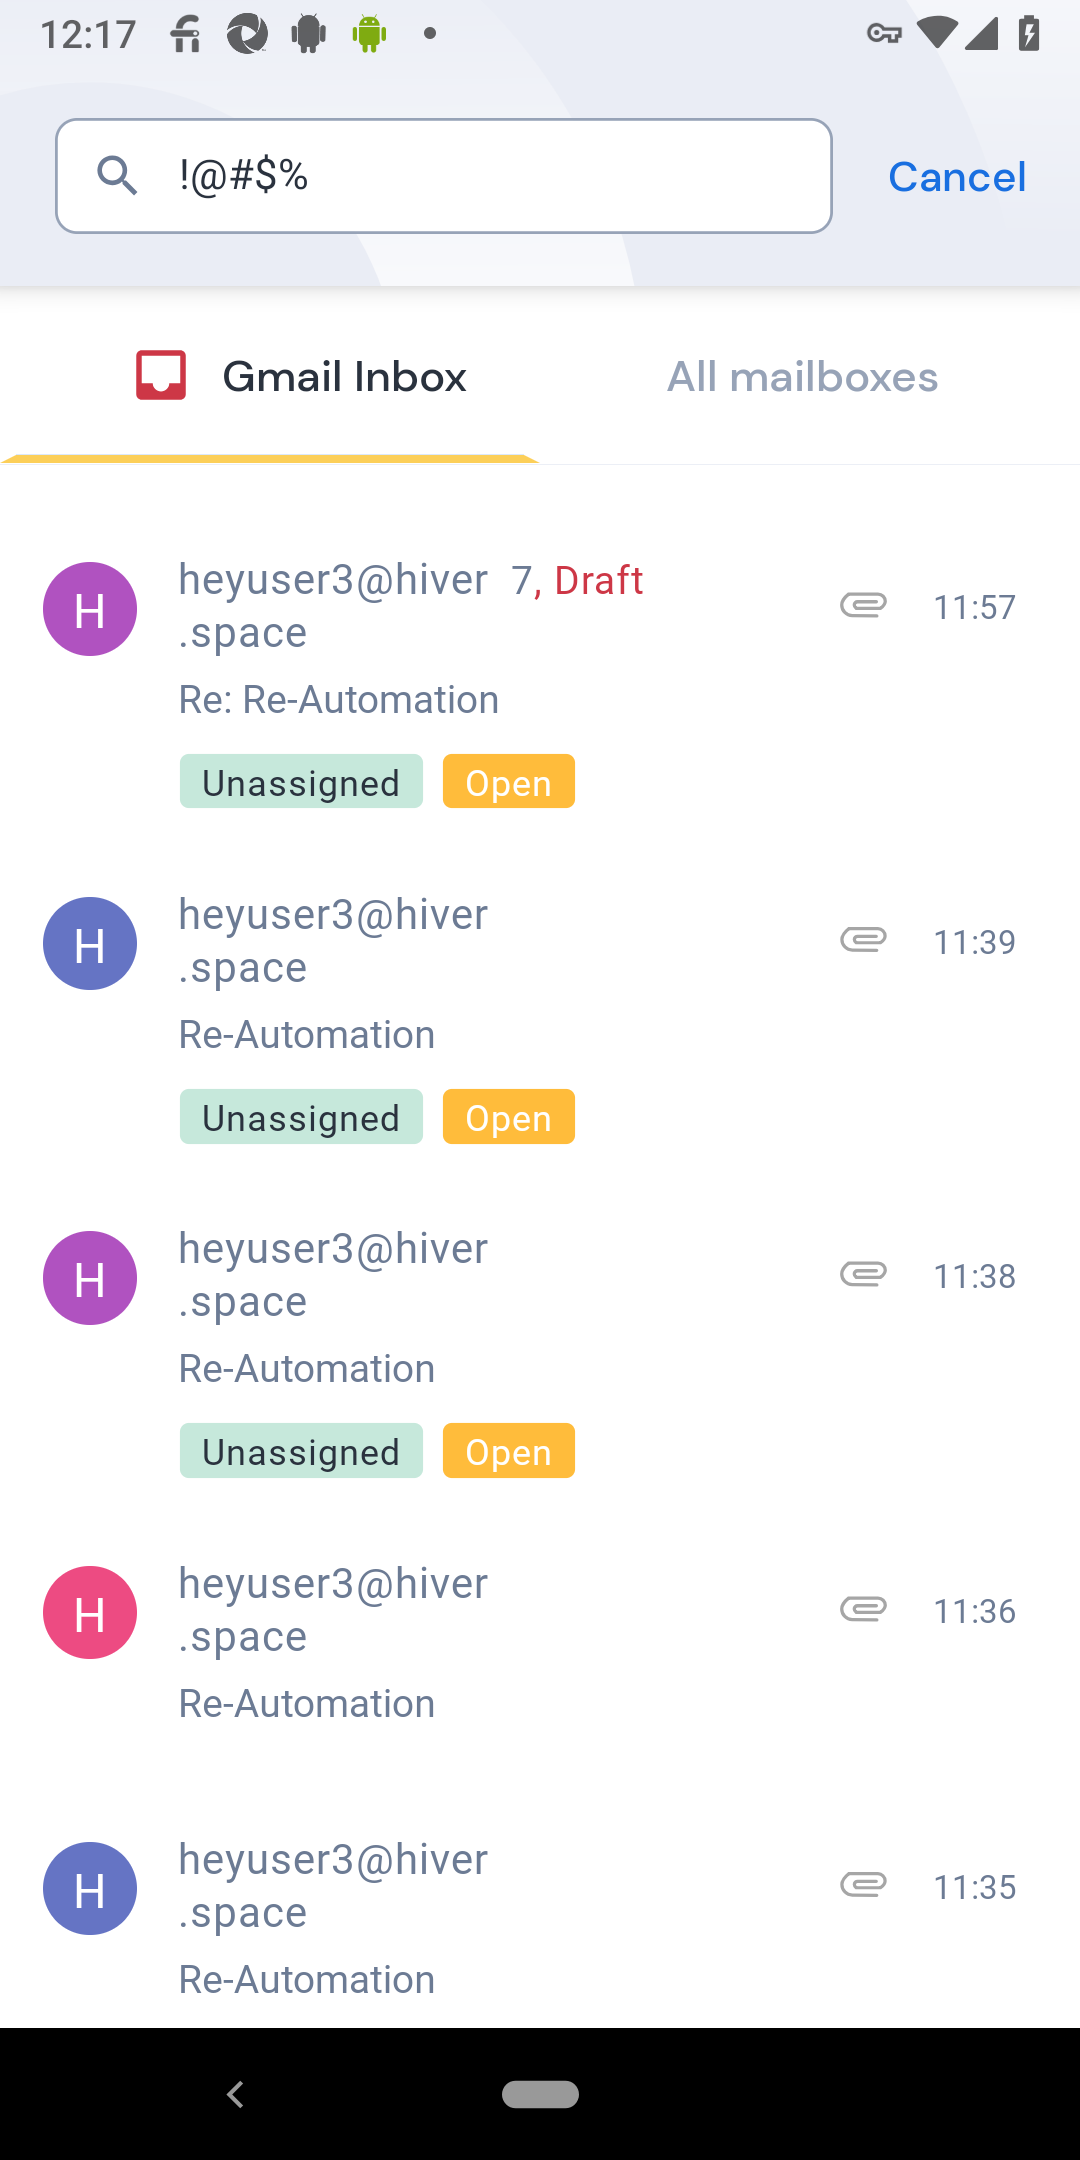 12:17
!@#$%
Cancel
Gmail Inbox
All mailboxes
H
heyuser3@hiver 7, Draft
.space
11:57
Re: Re-Automation
Unassigned Open
H
heyuser3@hiver
.space
11:39
Re-Automation
Unassigned Open
H
heyuser3@hiver
.space
11:38
Re-Automation
Unassigned Open
H
heyuser3@hiver
.space
11:36
Re-Automation
H
heyuser3@hiver
.space
11:35
Re-Automation